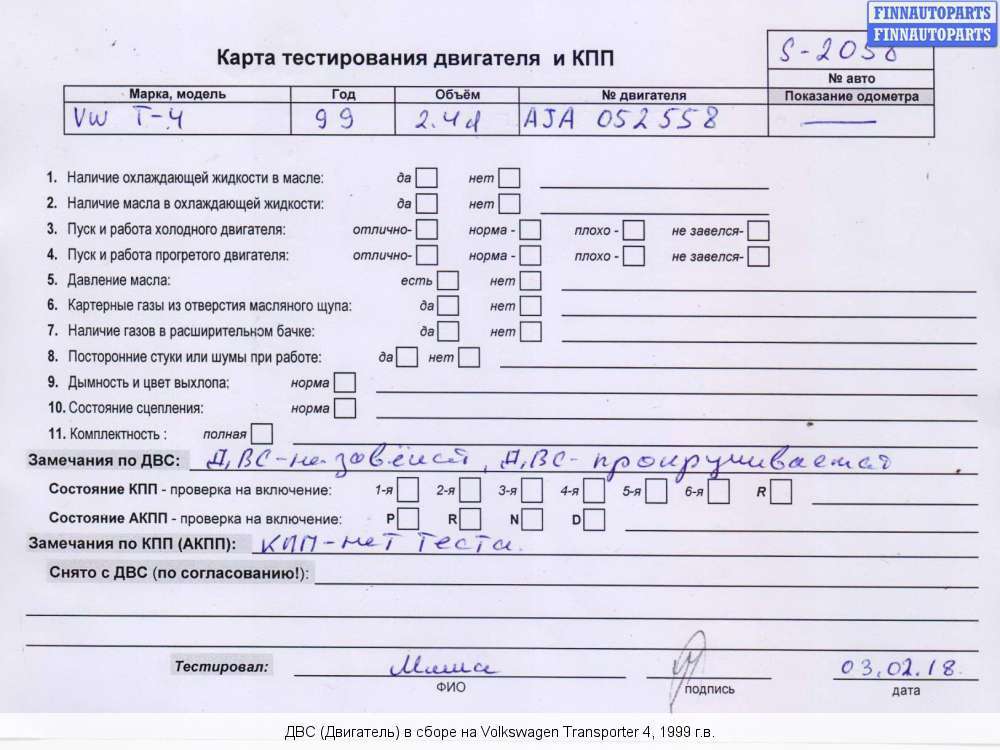 FINNAUTOPARTS
FINNAUTOPARTS
Карта тестирования двигателя и КПП
№ авто
Марка, модель Год Объём № двигателя Показание одометра
VW T-4 99 2.4d AJA 052558
1. Наличие охлаждающей жидкости в масле: да нет
2. Наличие масла в охлаждающей жидкости: да нет
3. Пуск и работа холодного двигателя: отлично- норма - плохо - не завелся-
4. Пуск и работа прогретого двигателя: отлично- норма - плохо - не завелся-
5. Давление масла: есть нет
6. Картерные газы из отверстия масляного щупа: да нет
7. Наличие газов в расширительном бачке: да нет
8. Посторонние стуки или шумы при работе: да нет
9. Дымность и цвет выхлопа: норма
10. Состояние сцепления: норма
11. Комплектность : полная
Замечания по ДВС: ДВС-не , ДВС-
Состояние КПП - проверка на включение: 1-я 2-я 3-я 4-я 5-я 6-я R
Состояние АКПП - проверка на включение: P R N D
Замечания по КПП (АКПП): КПП-нет теста.
Снято с ДВС (по согласованию!):
Тестировал: Миша 03.02.18.
ФИО подпись дата
ДВС (Двигатель) в сборе на Volkswagen Transporter 4, 1999 г.в.